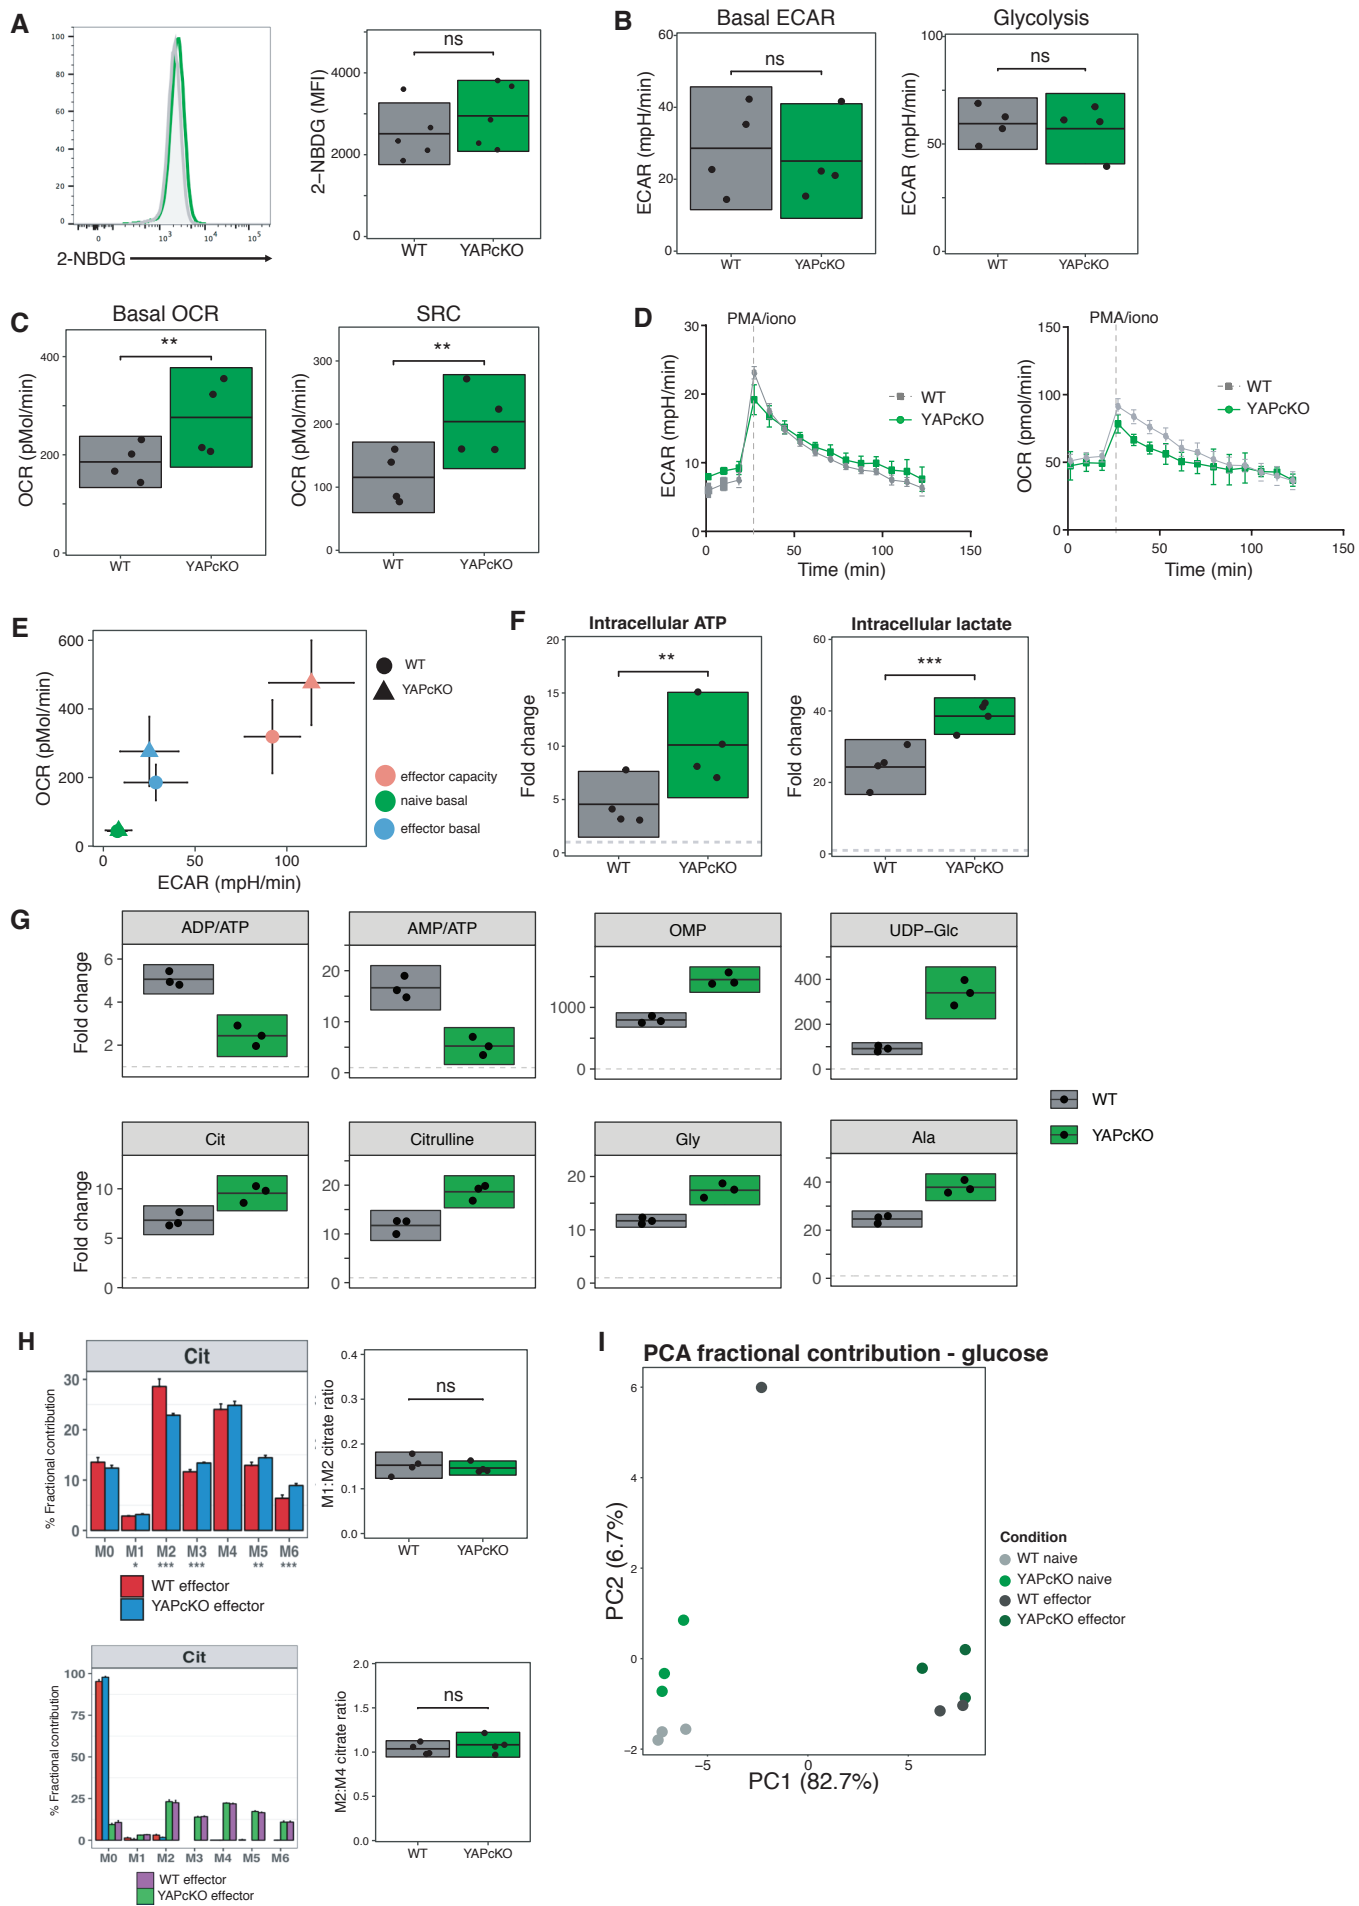 A
100
80
60
40
20
0
0
10³
10⁴
10⁵
2-NBDG
2-NBDG (MFI)
4000
2000
0
ns
WT
YAPcKO
B
Basal ECAR
ECAR (mpH/min)
60
40
20
0
ns
WT
YAPcKO
Glycolysis
ECAR (mpH/min)
100
50
0
ns
WT
YAPcKO
C
Basal OCR
OCR (pMol/min)
400
200
0
**
WT
YAPcKO
SRC
OCR (pMol/min)
300
200
100
0
**
WT
YAPcKO
D
PMA/iono
ECAR (mpH/min)
30
20
10
0
0
50
100
150
Time (min)
WT
YAPcKO
PMA/iono
OCR (pmol/min)
150
100
50
0
0
50
100
150
Time (min)
WT
YAPcKO
E
OCR (pMol/min)
600
400
200
0
0
50
100
ECAR (mpH/min)
WT
YAPcKO
effector capacity
naive basal
effector basal
F
Intracellular ATP
Fold change
20
15
10
5
0
**
WT
YAPcKO
Intracellular lactate
Fold change
60
40
20
0
***
WT
YAPcKO
G
ADP/ATP
Fold change
6
4
2
AMP/ATP
20
10
0
OMP
1000
0
UDP−Glc
400
200
0
WT
YAPcKO
Cit
Fold change
10
5
0
Citrulline
20
15
10
5
0
Gly
20
10
0
Ala
40
20
0
H
Cit
% Fractional contribution
30
20
10
0
M0 M1 M2 M3 M4 M5 M6
* *** *** ** ***
WT effector
YAPcKO effector
M1:M2 citrate ratio
0.4
0.3
0.2
0.1
0.0
ns
WT
YAPcKO
Cit
% Fractional contribution
100
75
50
25
0
M0 M1 M2 M3 M4 M5 M6
WT effector
YAPcKO effector
M2:M4 citrate ratio
2.0
1.5
1.0
0.5
0.0
ns
WT
YAPcKO
I
PCA fractional contribution - glucose
PC2 (6.7%)
6
4
2
0
−2
−5
0
5
PC1 (82.7%)
Condition
WT naive
YAPcKO naive
WT effector
YAPcKO effector